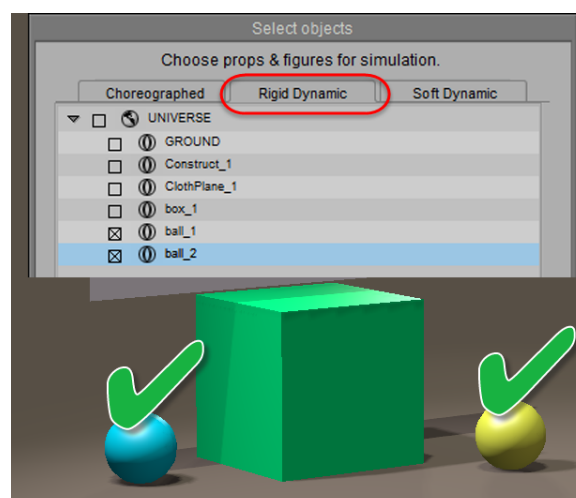 Select objects
Choose props & figures for simulation.
Choreographed Rigid Dynamic Soft Dynamic
UNIVERSE
GROUND
Construct_1
ClothPlane_1
box_1
ball_1
ball_2